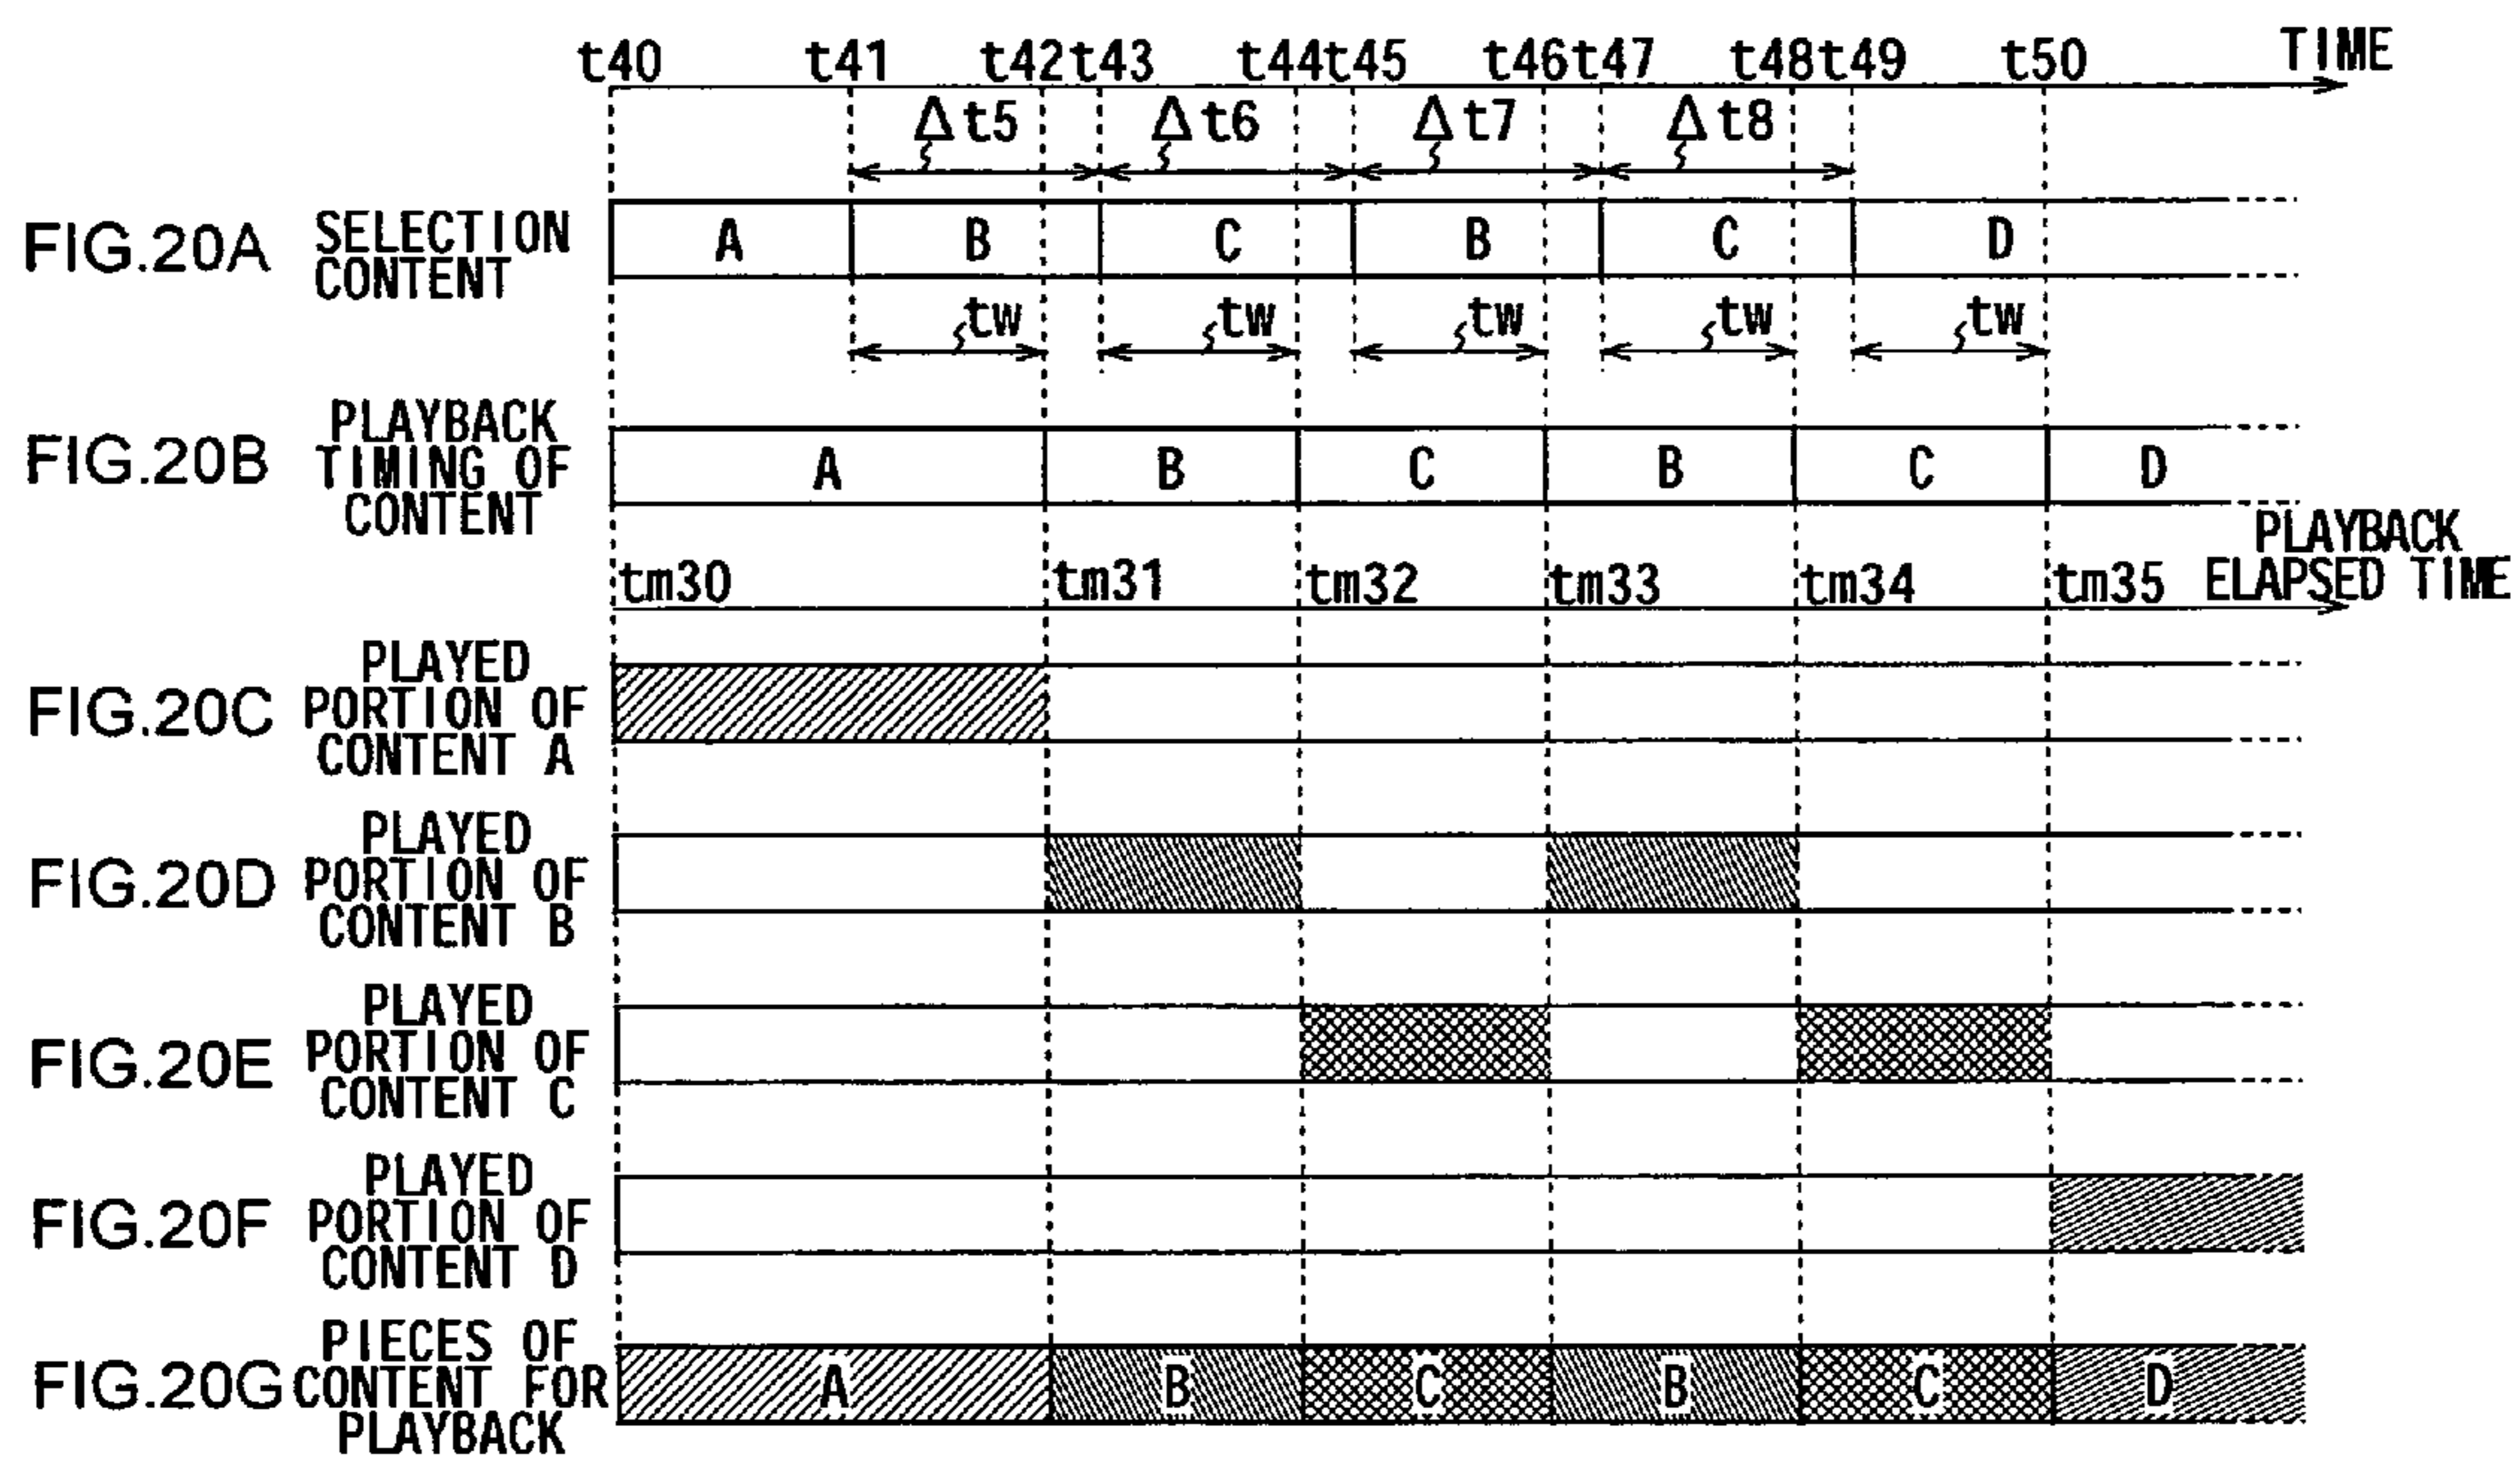 t40 t41 t42 t43 t44 t45 t46 t47 t48 t49 t50 TIME
Δt5 Δt6 Δt7 Δt8
FIG.20A SELECTION CONTENT
A B C B C D
tw tw tw tw tw
FIG.20B PLAYBACK TIMING OF CONTENT
A B C B C D
PLAYBACK
tm30 tm31 tm32 tm33 tm34 tm35 ELAPSED TIME
FIG.20C PLAYED PORTION OF CONTENT A
FIG.20D PLAYED PORTION OF CONTENT B
FIG.20E PLAYED PORTION OF CONTENT C
FIG.20F PLAYED PORTION OF CONTENT D
FIG.20G PIECES OF CONTENT FOR PLAYBACK
A B C B C D